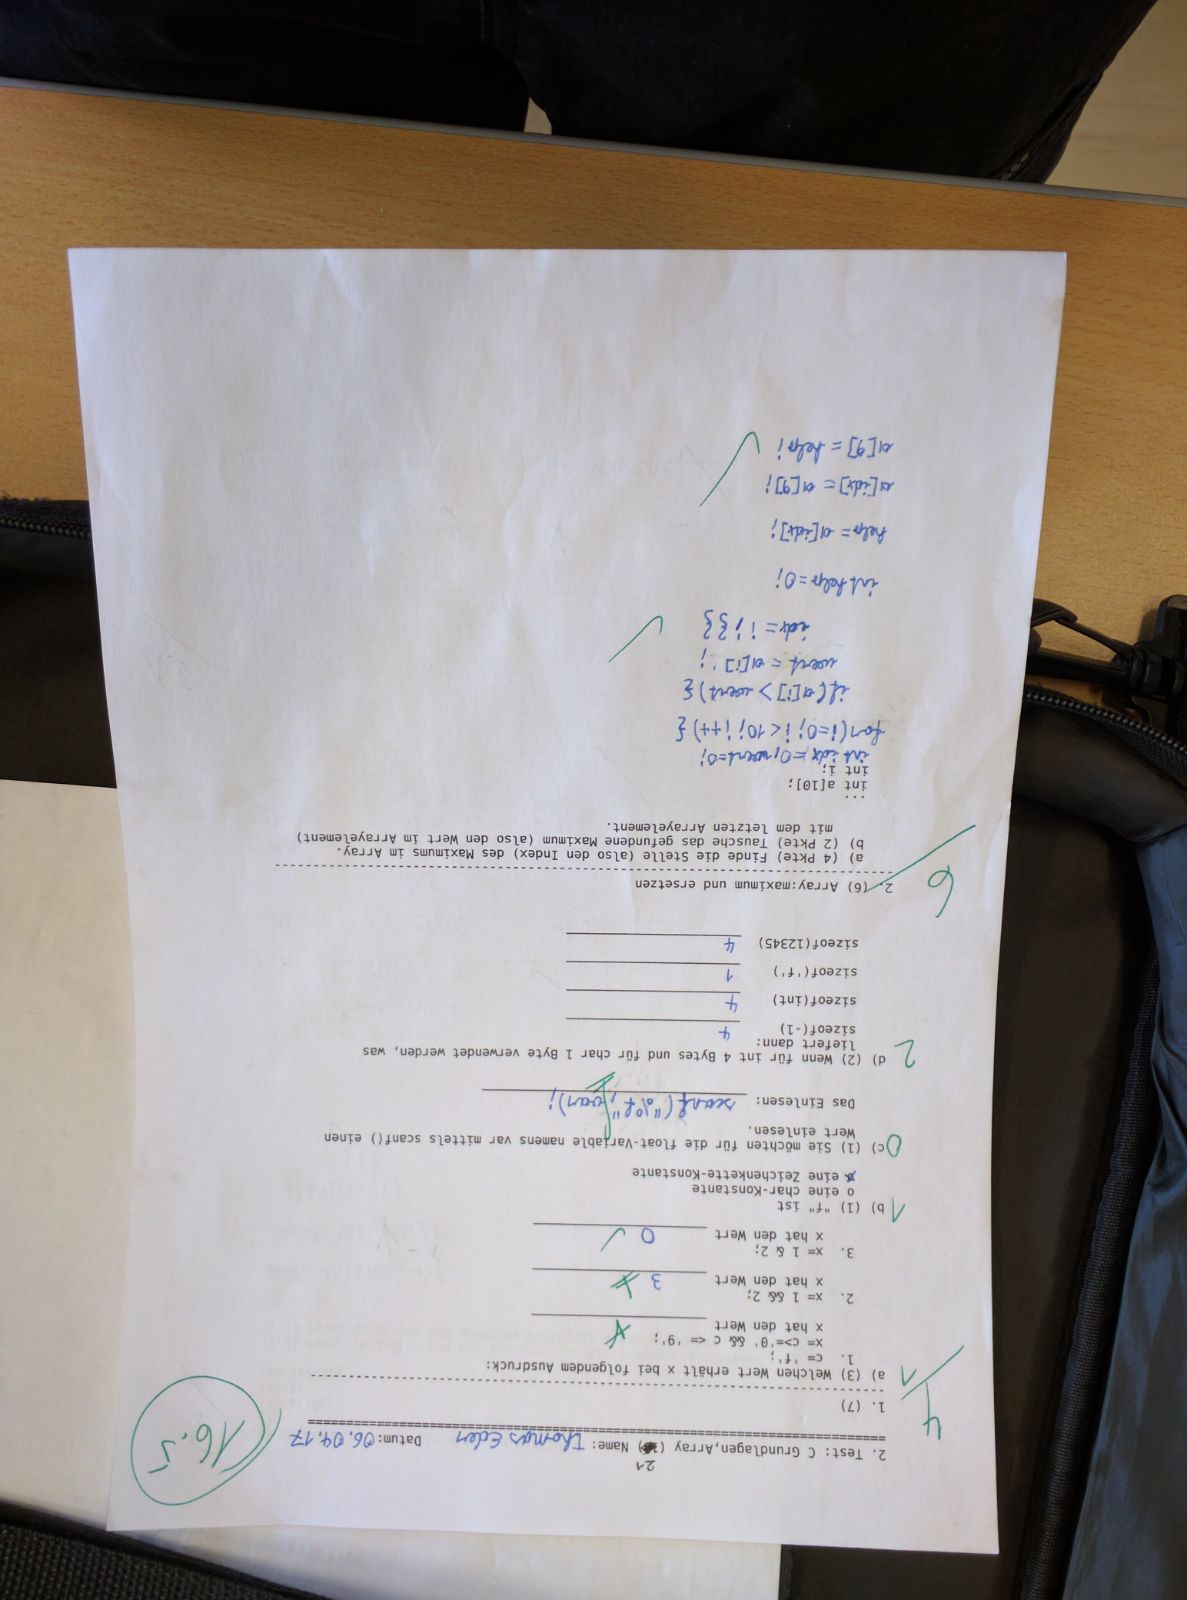 21
2. Test: C Grundlagen,Array ( ) Name: Thomas Eder Datum: 06.04.17
16.5
4
1. (7)
1 a) (3) Welchen Wert erhält x bei folgendem Ausdruck:
1. c= 'f';
x= c>='0' && c <= '9';
x hat den Wert
2. x= 1 && 2;
x hat den Wert 3
3. x= 1 & 2;
x hat den Wert 0 ✓
1 b) (1) "f" ist
o eine char-Konstante
x eine Zeichenkette-Konstante
0 c) (1) Sie möchten für die float-Variable namens var mittels scanf() einen
Wert einlesen.
Das Einlesen: scanf("%f",var);
2 d) (2) Wenn für int 4 Bytes und für char 1 Byte verwendet werden, was
liefert dann:
sizeof(-1) 4
sizeof(int) 4
sizeof('f') 1
sizeof(12345) 4
6
2. (6) Array:maximum und ersetzen
a) (4 Pkte) Finde die Stelle (also den Index) des Maximums im Array.
b) (2 Pkte) Tausche das gefundene Maximum (also den Wert im Arrayelement)
mit dem letzten Arrayelement.
...
int a[10];
int i;
int idx=0,wert=0;
for(i=0; i<10; i++){
if(a[i]>wert){
wert = a[i];
idx= i;}}
✓
int help=0;
help= a[idx];
a[idx]= a[9];
a[9]= help; ✓